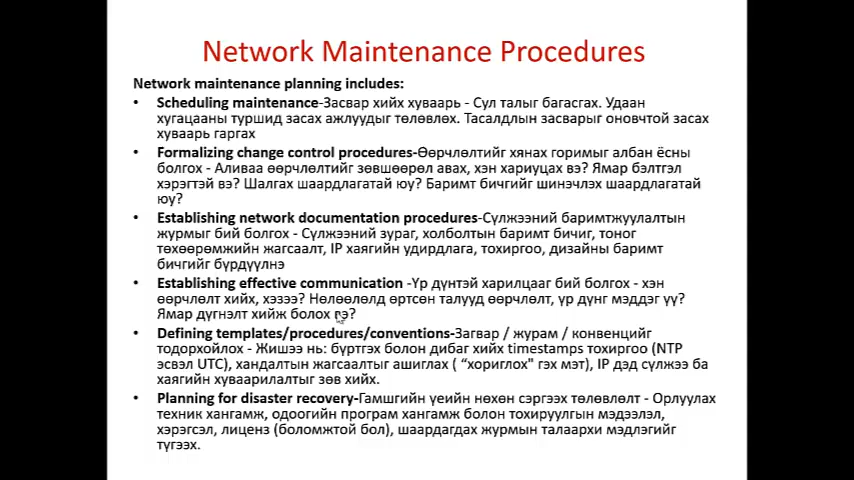 Network Maintenance Procedures
Network maintenance planning includes:
• Scheduling maintenance-Засвар хийх хуваарь - Сул талыг багасгах. Удаан
хугацааны туршид засах ажлуудыг төлөвлөх. Тасалдлын засварыг оновчтой засах
хуваарь гаргах
• Formalizing change control procedures-Өөрчлөлтийг хянах горимыг албан ёсны
болгох - Аливаа өөрчлөлтийг зөвшөөрөл авах, хэн хариуцах вэ? Ямар бэлтгэл
хэрэгтэй вэ? Шалгах шаардлагатай юу? Баримт бичгийг шинэчлэх шаардлагатай
юу?
• Establishing network documentation procedures-Сүлжээний баримтжуулалтын
журмыг бий болгох - Сүлжээний зураг, холболтын баримт бичиг, тоног
төхөөрөмжийн жагсаалт, IP хаягийн удирдлага, тохиргоо, дизайны баримт
бичгийг бүрдүүлнэ
• Establishing effective communication -Үр дүнтэй харилцааг бий болгох - хэн
өөрчлөлт хийх, хэзээ? Нөлөөлөлд өртсөн талууд өөрчлөлт, үр дүнг мэддэг үү?
Ямар дүгнэлт хийж болох вэ?
• Defining templates/procedures/conventions-Загвар / журам / конвенцийг
тодорхойлох - Жишээ нь: бүртгэх болон дибаг хийх timestamps тохиргоо (NTP
эсвэл UTC), хандалтын жагсаалтыг ашиглах ( “хориглох" гэх мэт), IP дэд сүлжээ ба
хаягийн хуваарилалтыг зөв хийх.
• Planning for disaster recovery-Гамшгийн үеийн нөхөн сэргээх төлөвлөлт - Орлуулах
техник хангамж, одоогийн програм хангамж болон тохируулгын мэдээлэл,
хэрэгсэл, лиценз (боломжтой бол), шаардагдах журмын талаархи мэдлэгийг
түгээх.